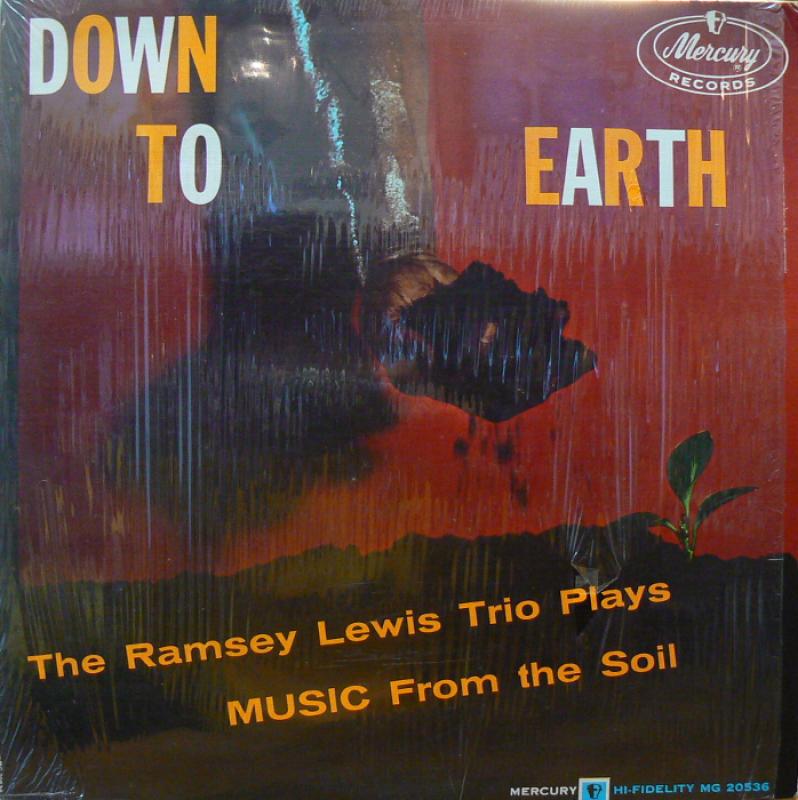 DOWN
TO EARTH
Mercury
RECORDS
The Ramsey Lewis Trio Plays
MUSIC From the Soil
MERCURY HI-FIDELITY MG 20536